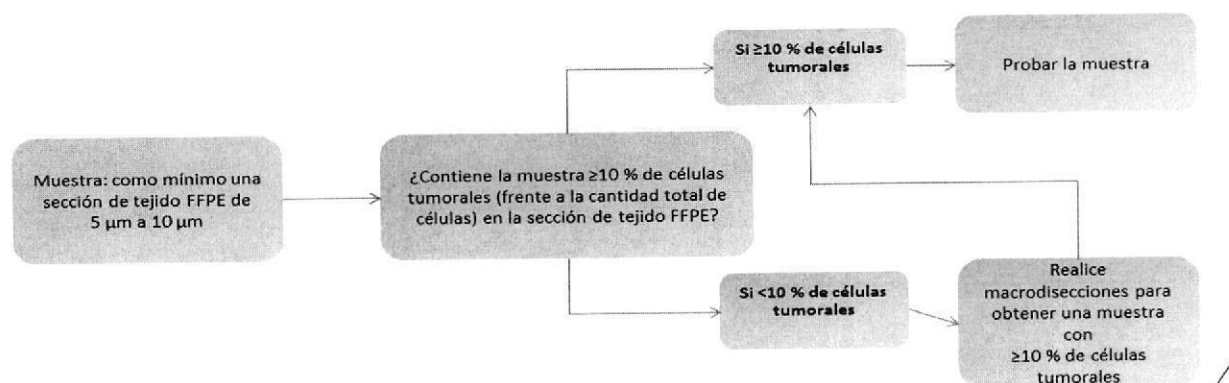 Muestra: como mínimo una
sección de tejido FFPE de
5 µm a 10 µm
¿Contiene la muestra ≥10 % de células
tumorales (frente a la cantidad total de
células) en la sección de tejido FFPE?
Si ≥10 % de células
tumorales
Probar la muestra
Si <10 % de células
tumorales
Realice
macrodisecciones para
obtener una muestra
con
≥10 % de células
tumorales